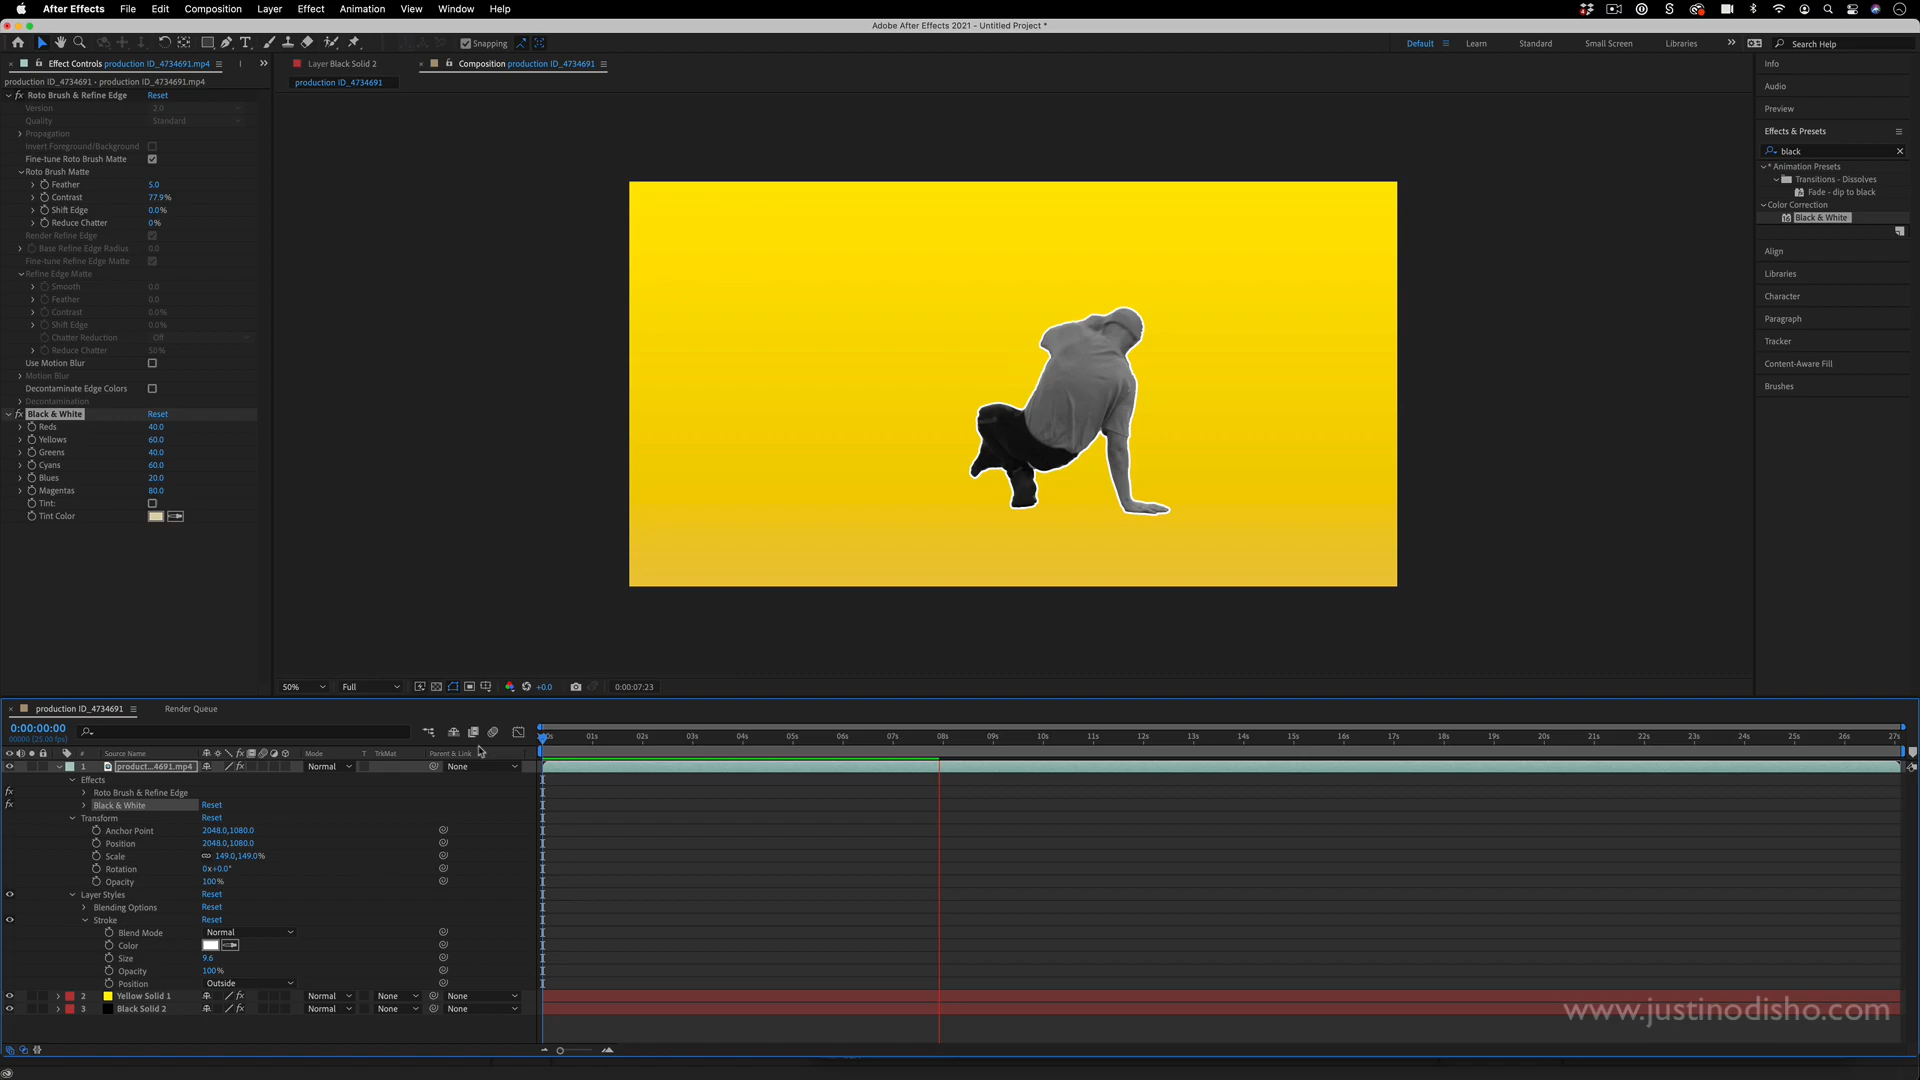 After Effects File Edit Composition Layer Effect Animation View Window Help
Adobe After Effects 2021 - Untitled Project *
Snapping
Default Learn Standard Small Screen Libraries Search Help
Effect Controls production ID_4734691.mp4
production ID_4734691 • production ID_4734691.mp4
Roto Brush & Refine Edge Reset
Version 2.0
Quality Standard
Propagation
Invert Foreground/Background
Fine-tune Roto Brush Matte
Roto Brush Matte
Feather 5.0
Contrast 77.9%
Shift Edge 0.0%
Reduce Chatter 0%
Render Refine Edge
Base Refine Edge Radius 0.0
Fine-tune Refine Edge Matte
Refine Edge Matte
Smooth 0.0
Feather 0.0
Contrast 0.0%
Shift Edge 0.0%
Chatter Reduction Off
Reduce Chatter 50%
Use Motion Blur
Motion Blur
Decontaminate Edge Colors
Decontamination
Black & White Reset
Reds 40.0
Yellows 60.0
Greens 40.0
Cyans 60.0
Blues 20.0
Magentas 80.0
Tint:
Tint Color
Layer Black Solid 2
Composition production ID_4734691
production ID_4734691
50% Full +0.0 0:00:07:23
Info
Audio
Preview
Effects & Presets
black
* Animation Presets
Transitions - Dissolves
Fade - dip to black
Color Correction
Black & White
Align
Libraries
Character
Paragraph
Tracker
Content-Aware Fill
Brushes
production ID_4734691 Render Queue
0:00:00:00
00000 (25.00 fps)
:00s 01s 02s 03s 04s 05s 06s 07s 08s 09s 10s 11s 12s 13s 14s 15s 16s 17s 18s 19s 20s 21s 22s 23s 24s 25s 26s 27s
# Source Name Mode T TrkMat Parent & Link
1 product...4691.mp4 Normal None
Effects
Roto Brush & Refine Edge
Black & White Reset
Transform Reset
Anchor Point 2048.0,1080.0
Position 2048.0,1080.0
Scale 149.0,149.0%
Rotation 0x+0.0°
Opacity 100%
Layer Styles Reset
Blending Options Reset
Stroke Reset
Blend Mode Normal
Color
Size 9.6
Opacity 100%
Position Outside
2 Yellow Solid 1 Normal None None
3 Black Solid 2 Normal None None
www.justinodisho.com